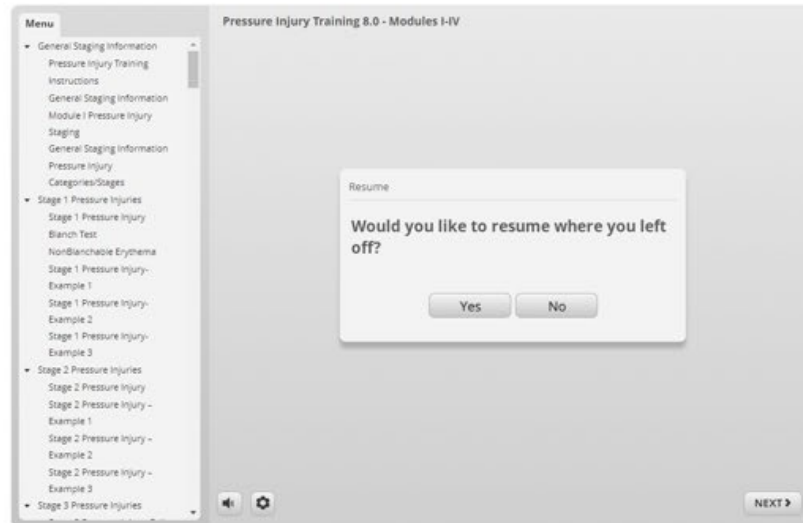 Menu
Pressure Injury Training 8.0 - Modules I-IV
General Staging Information
Pressure Injury Training
Instructions
General Staging Information
Module I Pressure Injury
Staging
General Staging Information
Pressure Injury
Categories/Stages
Stage 1 Pressure Injuries
Stage 1 Pressure Injury
Blanch Test
NonBlanchable Erythema
Stage 1 Pressure Injury-
Example 1
Stage 1 Pressure Injury-
Example 2
Stage 1 Pressure Injury-
Example 3
Stage 2 Pressure Injuries
Stage 2 Pressure Injury
Stage 2 Pressure Injury –
Example 1
Stage 2 Pressure Injury –
Example 2
Stage 2 Pressure Injury –
Example 3
Stage 3 Pressure Injuries
Resume
Would you like to resume where you left
off?
Yes No
NEXT